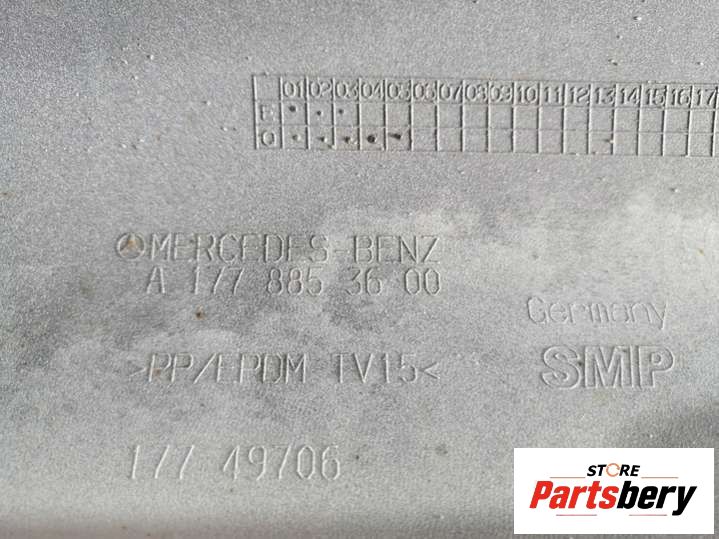 01 02 03 04 05 06 07 08 09 10 11 12 13 14 15 16 17
E
Q
MERCEDES-BENZ
A 177 885 36 00
Germany
>PP/EPDM TV15<
SMP
177 49706
STORE
Partsbery